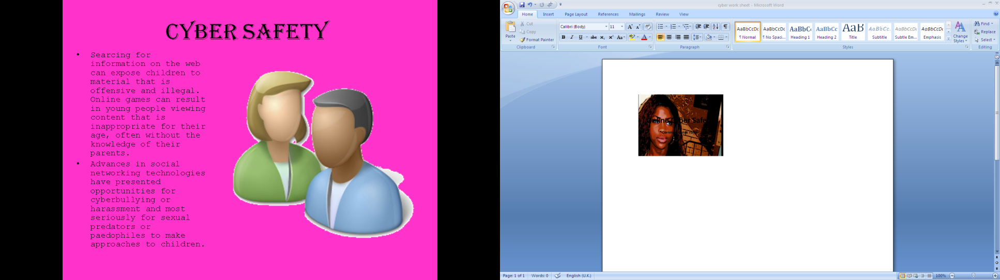 CYBER SAFETY
• Searcing for
information on the web
can expose children to
material that is
offensive and illegal.
Online games can result
in young people viewing
content that is
inappropriate for their
age, often without the
knowledge of their
parents.
• Advances in social
networking technologies
have presented
opportunities for
cyberbullying or
harassment and most
seriously for sexual
predators or
paedophiles to make
approaches to children.
cyber work sheet - Microsoft Word
Home Insert Page Layout References Mailings Review View
Paste
Cut
Copy
Format Painter
Clipboard
Calibri (Body) 11
B I U abc x₂ x² Aa
Font
Paragraph
AaBbCcDc AaBbCcDc AaBbC AaBbCc AaB AaBbCc. AaBbCcDc AaBbCcDc
¶ Normal ¶ No Spaci... Heading 1 Heading 2 Title Subtitle Subtle Em... Emphasis
Change
Styles
Styles
Find
Replace
Select
Editing
Online Cyber Safe
Page: 1 of 1 Words: 0 English (U.K.) 100%